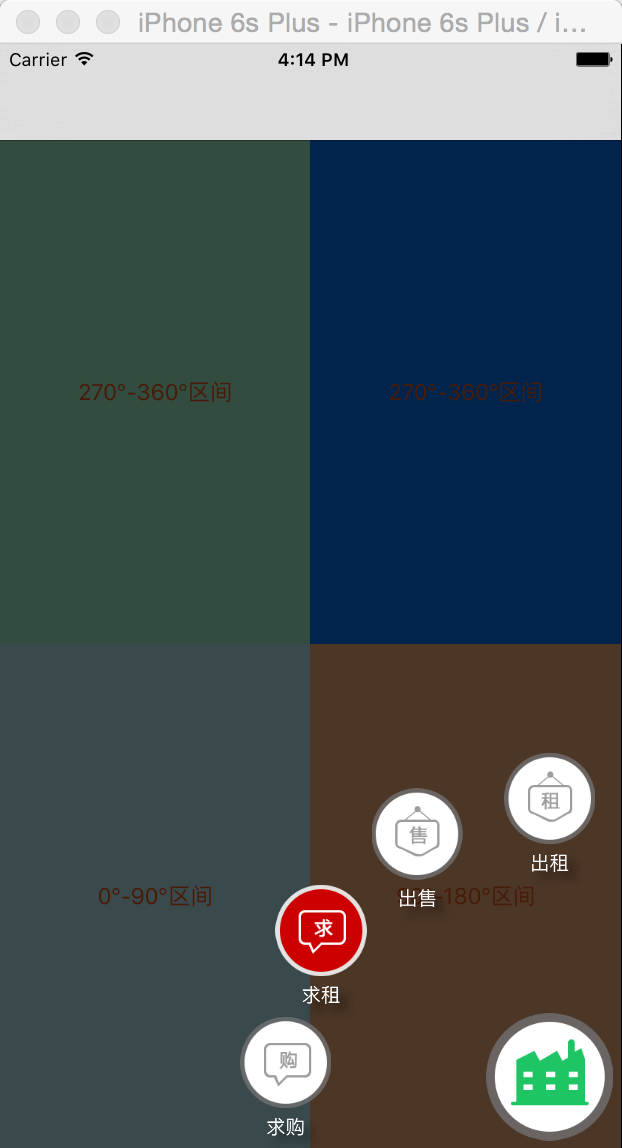 iPhone 6s Plus - iPhone 6s Plus / i...
Carrier 4:14 PM
270°-360°区间 270°-360°区间
租
售
出租
0°-90°区间 -180°区间
出售
求
求租
购
求购